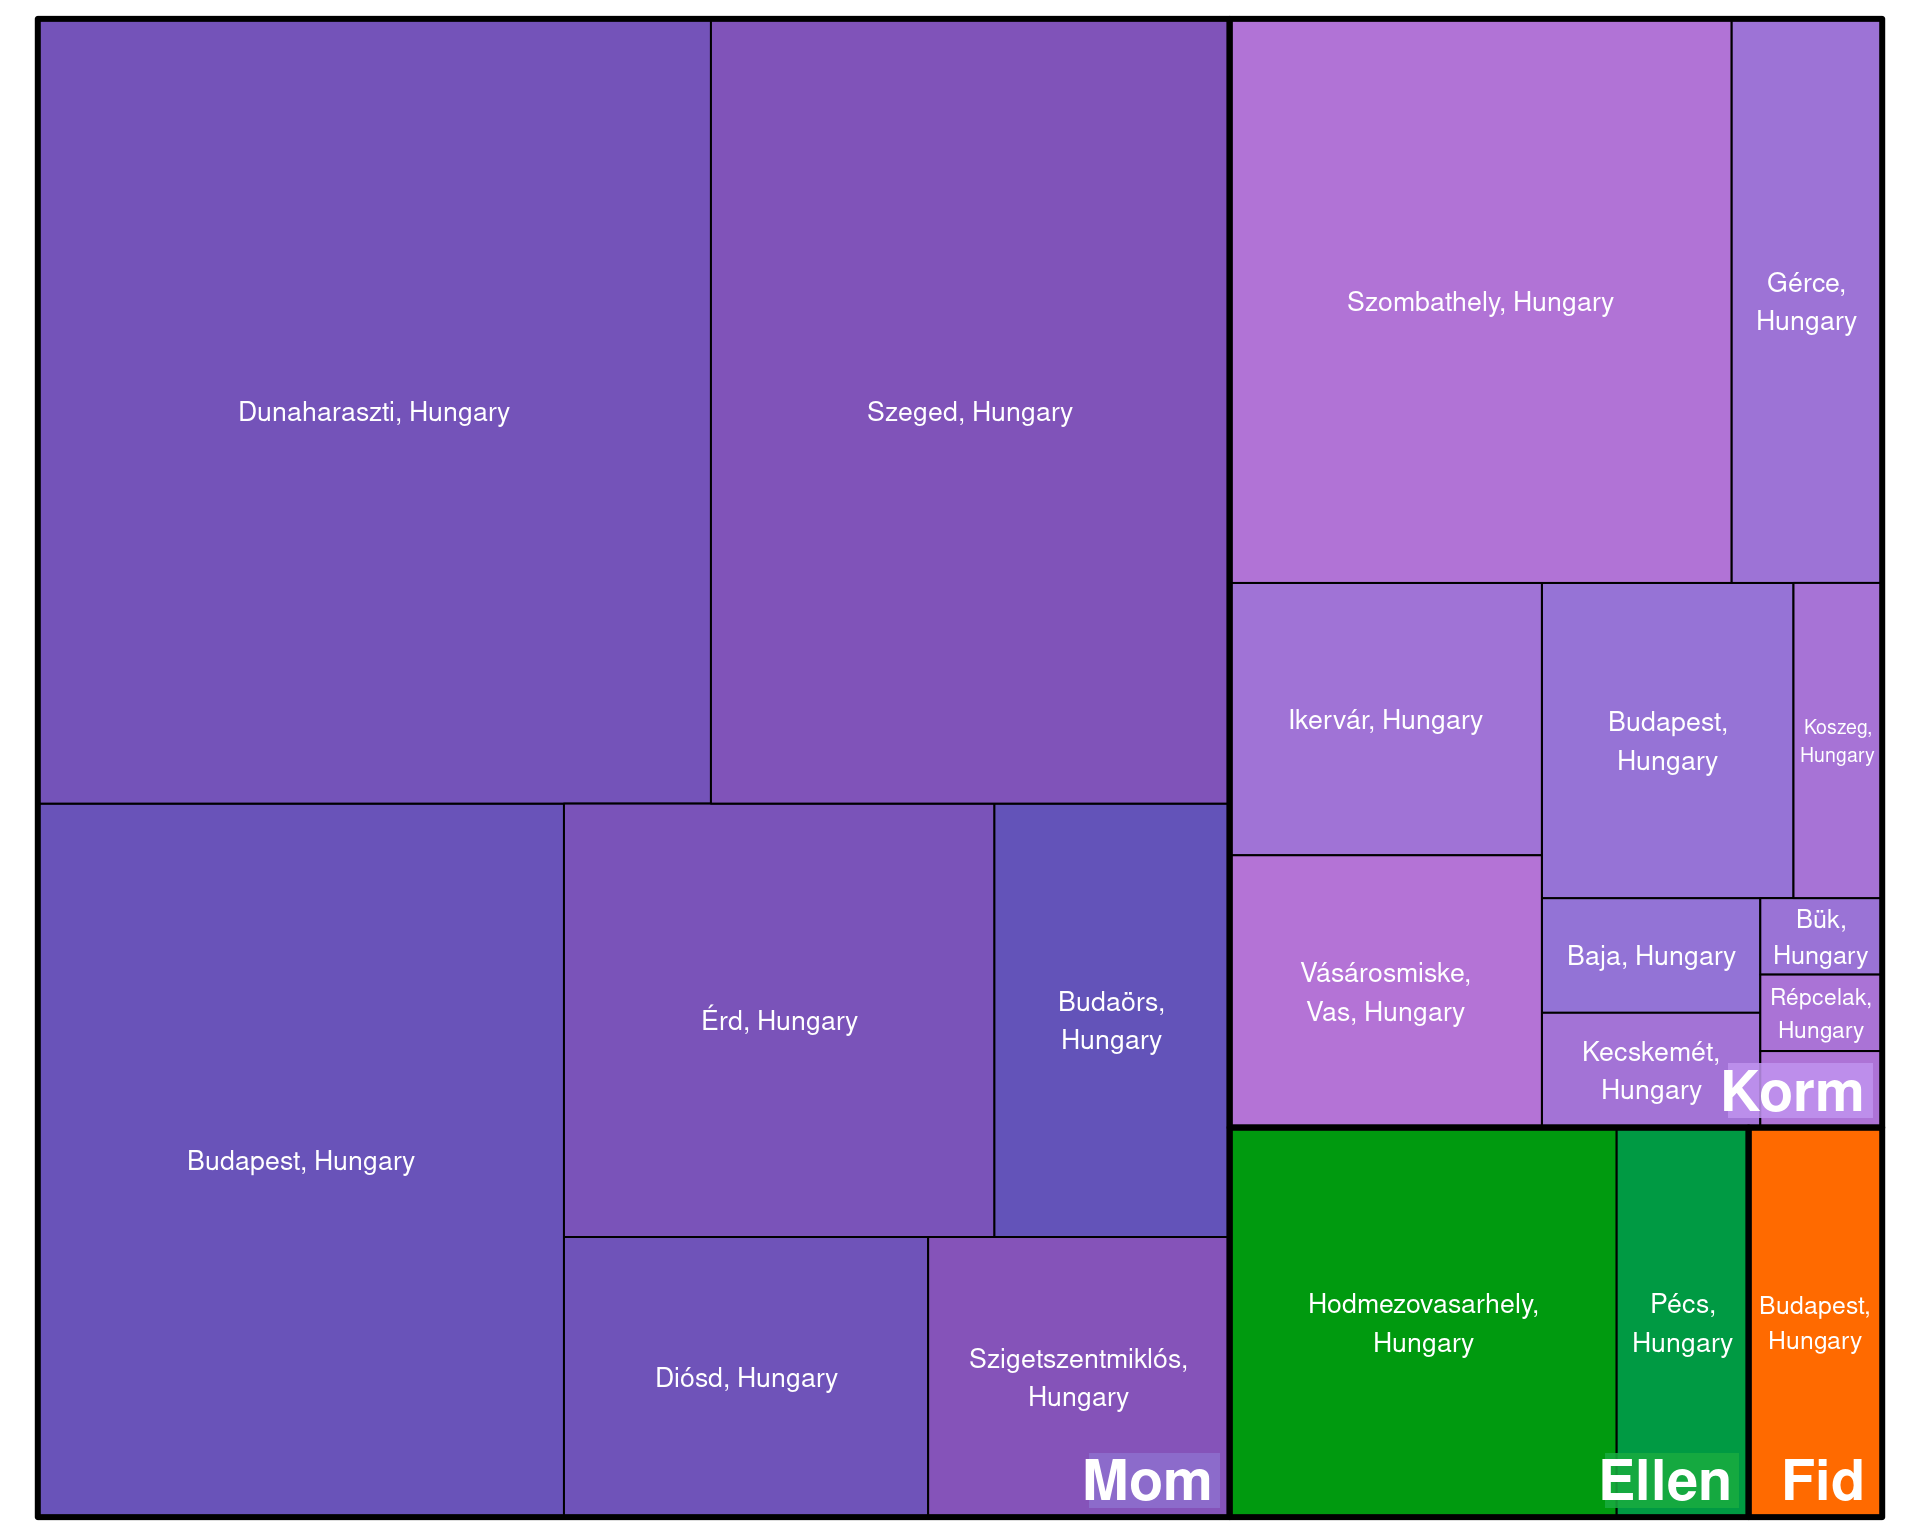 Dunaharaszti, Hungary
Szeged, Hungary
Budapest, Hungary
Érd, Hungary
Budaörs,
Hungary
Diósd, Hungary
Szigetszentmiklós,
Hungary
Mom
Szombathely, Hungary
Gérce,
Hungary
Ikervár, Hungary
Budapest,
Hungary
Koszeg,
Hungary
Vásárosmiske,
Vas, Hungary
Baja, Hungary
Bük,
Hungary
Répcelak,
Hungary
Kecskemét,
Hungary
Korm
Hodmezovasarhely,
Hungary
Pécs,
Hungary
Ellen
Budapest,
Hungary
Fid